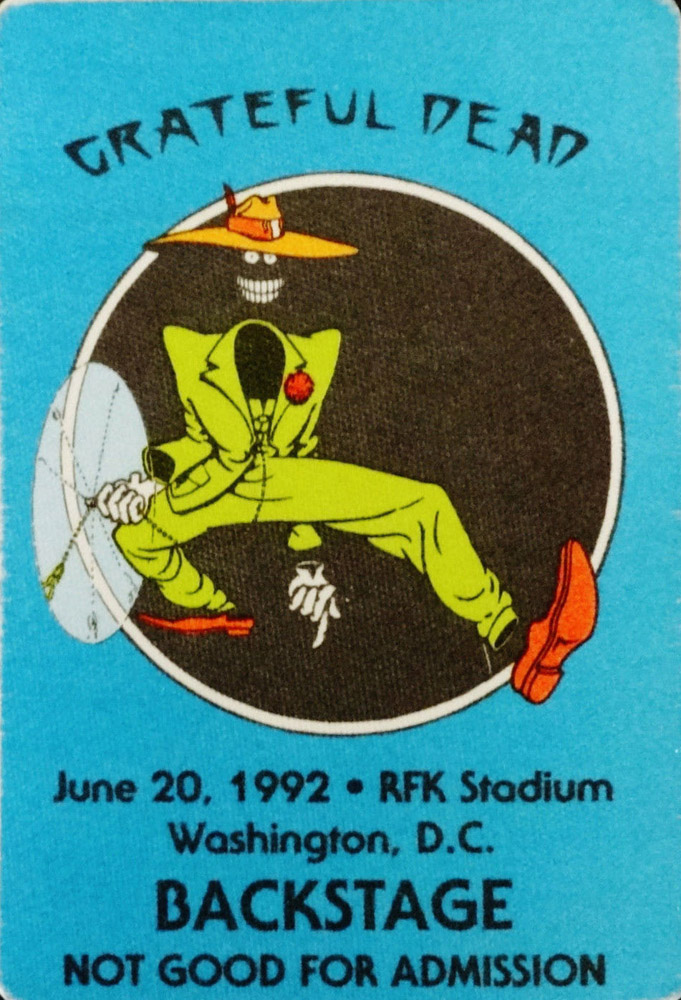 GRATEFUL DEAD
June 20, 1992 • RFK Stadium
Washington, D.C.
BACKSTAGE
NOT GOOD FOR ADMISSION